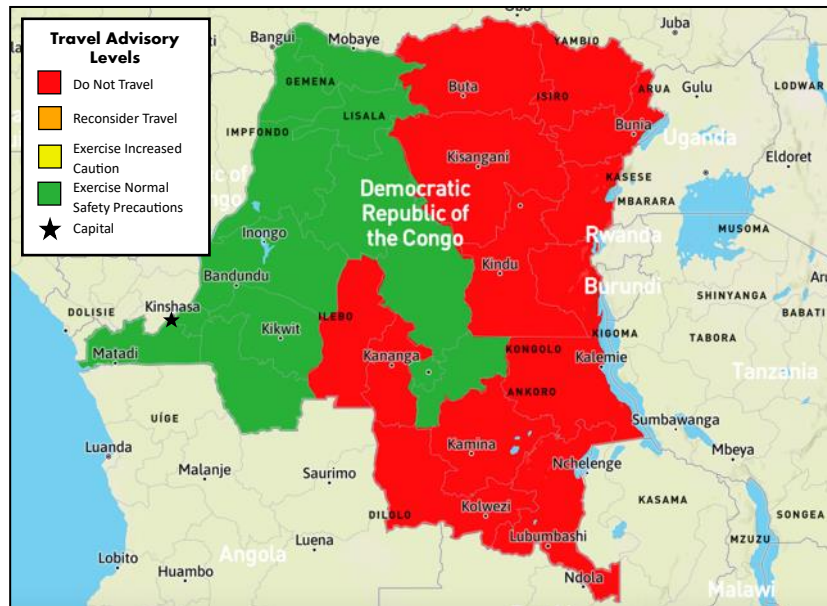 Travel Advisory
Levels
Do Not Travel
Reconsider Travel
Exercise Increased
Caution
Exercise Normal
Safety Precautions
Capital
Bangui
Mobaye
YAMBIO
Juba
GEMENA
Buta
ISIRO
ARUA
Gulu
LODWAR
LISALA
IMPFONDO
Bunia
Uganda
Kisangani
Eldoret
KASESE
Democratic
Republic of
the Congo
MBARARA
MUSOMA
Inongo
Rwanda
Kindu
Bandundu
Burundi
SHINYANGA
DOLISIE
Kinshasa
BABATI
ILEBO
KIGOMA
Kikwit
KONGOLO
TABORA
Matadi
Kananga
Kalemie
Tanzania
ANKORO
UÍGE
Sumbawanga
Luanda
Kamina
Mbeya
Malanje
Saurimo
Nchelenge
KASAMA
Kolwezi
DILOLO
SONGEA
Lubumbashi
MZUZU
Lobito
Luena
Angola
Huambo
Ndola
Malawi